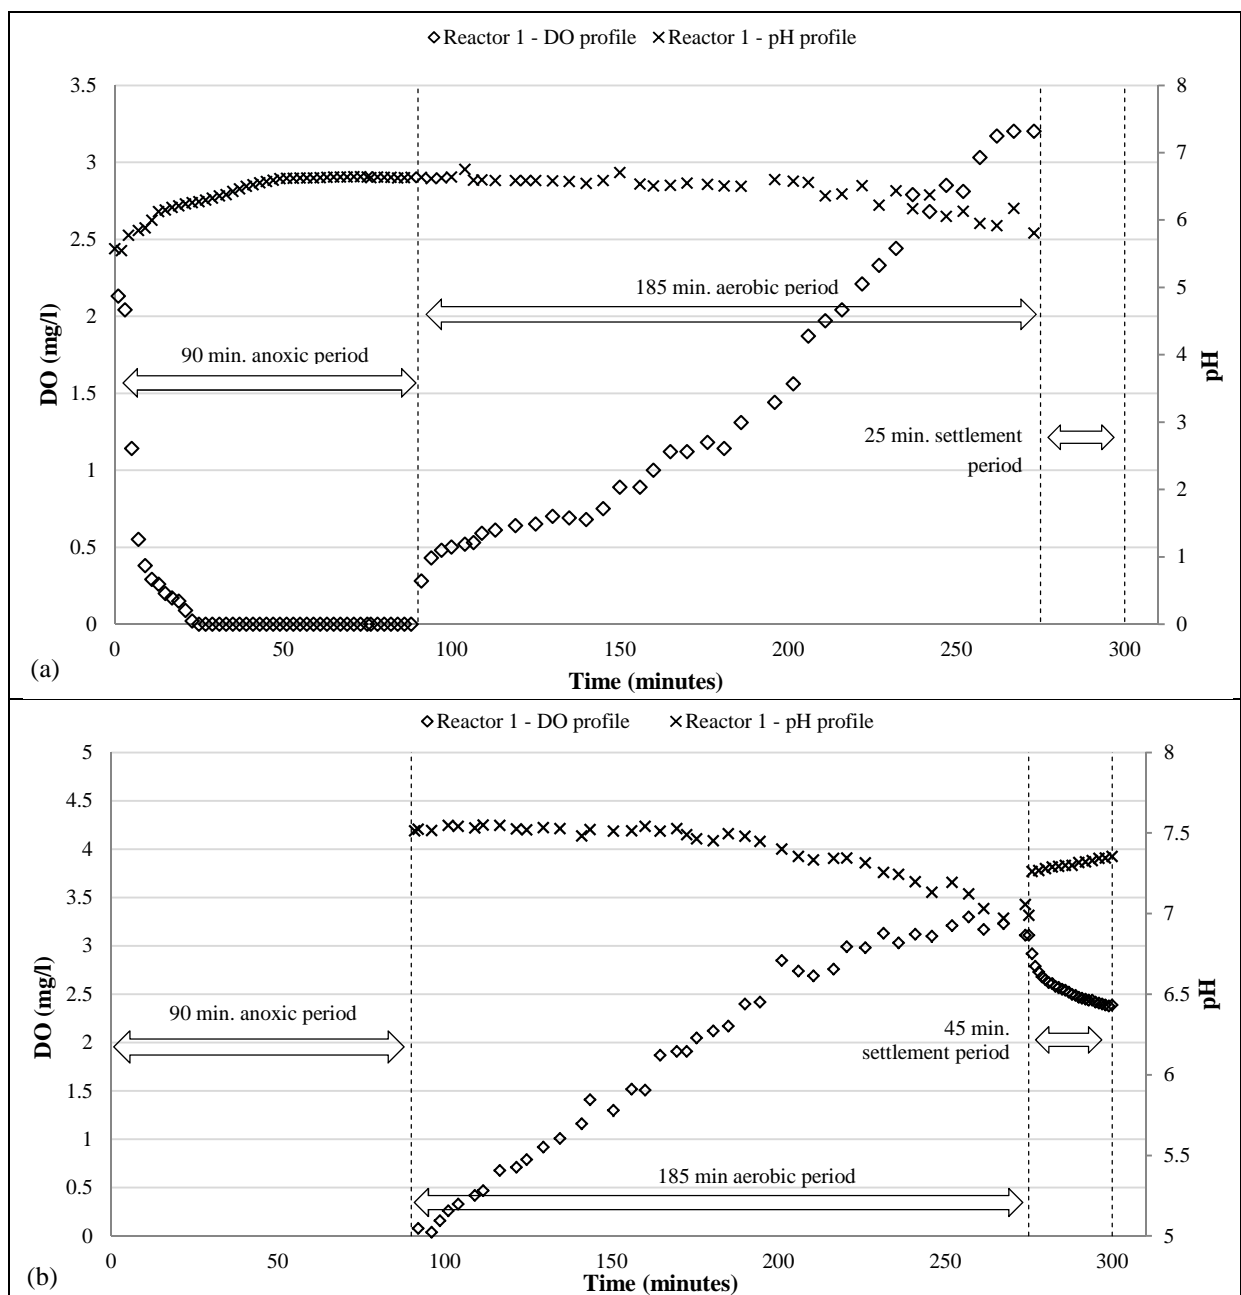 Reactor 1 - DO profile Reactor 1 - pH profile
3.5 8
3 7
2.5 6
185 min. aerobic period
5
2
90 min. anoxic period
4
1.5
DO (mg/l)
pH
3
25 min. settlement
period
1 2
0.5 1
0 0
0 50 100 150 200 250 300
(a)
Time (minutes)
Reactor 1 - DO profile Reactor 1 - pH profile
5 8
4.5
4 7.5
3.5
3 7
2.5 6.5
DO (mg/l)
pH
90 min. anoxic period
45 min.
settlement period
2
6
1.5
1 5.5
185 min aerobic period
0.5
0 5
0 50 100 150 200 250 300
(b)
Time (minutes)